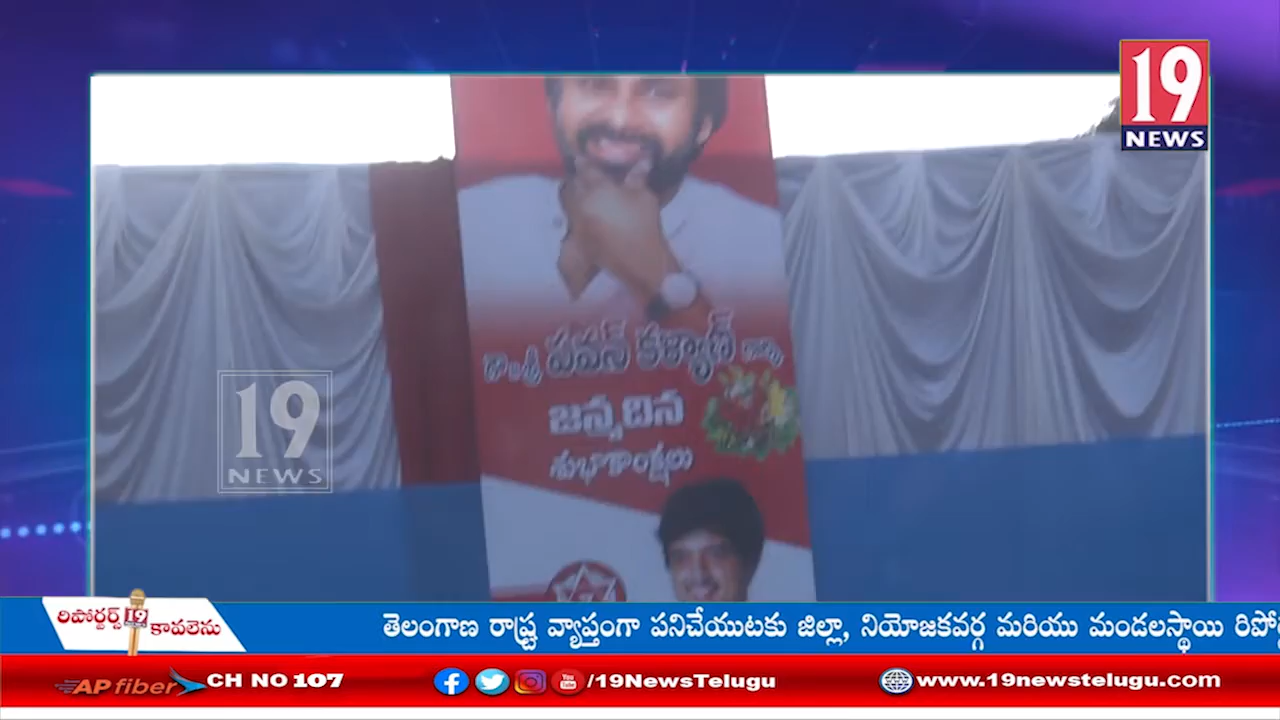 19
NEWS
పవన్ కళ్యాణ్
జన్మదిన
శుభాకాంక్షలు
19
NEWS
రిపోర్టర్స్ 19 కావలెను
తెలంగాణ రాష్ట్ర వ్యాప్తంగా పనిచేయుటకు జిల్లా, నియోజకవర్గ మరియు మండలస్థాయి
AP fiber CH NO 107
/19NewsTelugu
www.19newstelugu.com